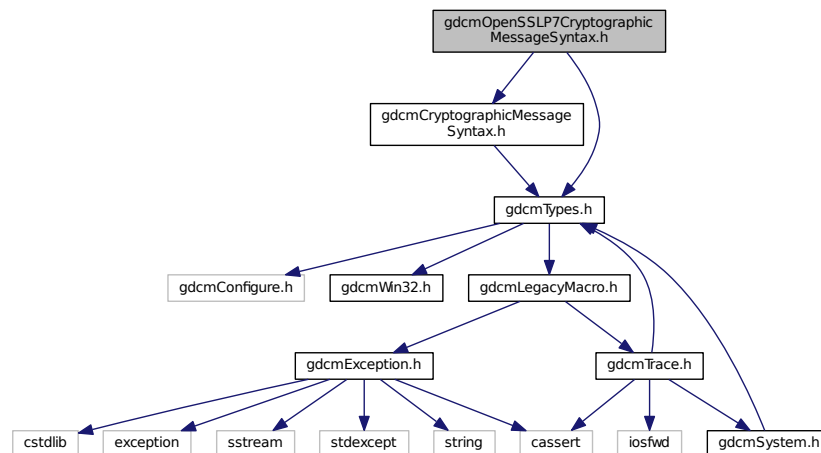 gdcmOpenSSLP7Cryptographic
MessageSyntax.h
gdcmCryptographicMessage
Syntax.h
gdcmTypes.h
gdcmConfigure.h
gdcmWin32.h
gdcmLegacyMacro.h
gdcmException.h
gdcmTrace.h
cstdlib
exception
sstream
stdexcept
string
cassert
iosfwd
gdcmSystem.h